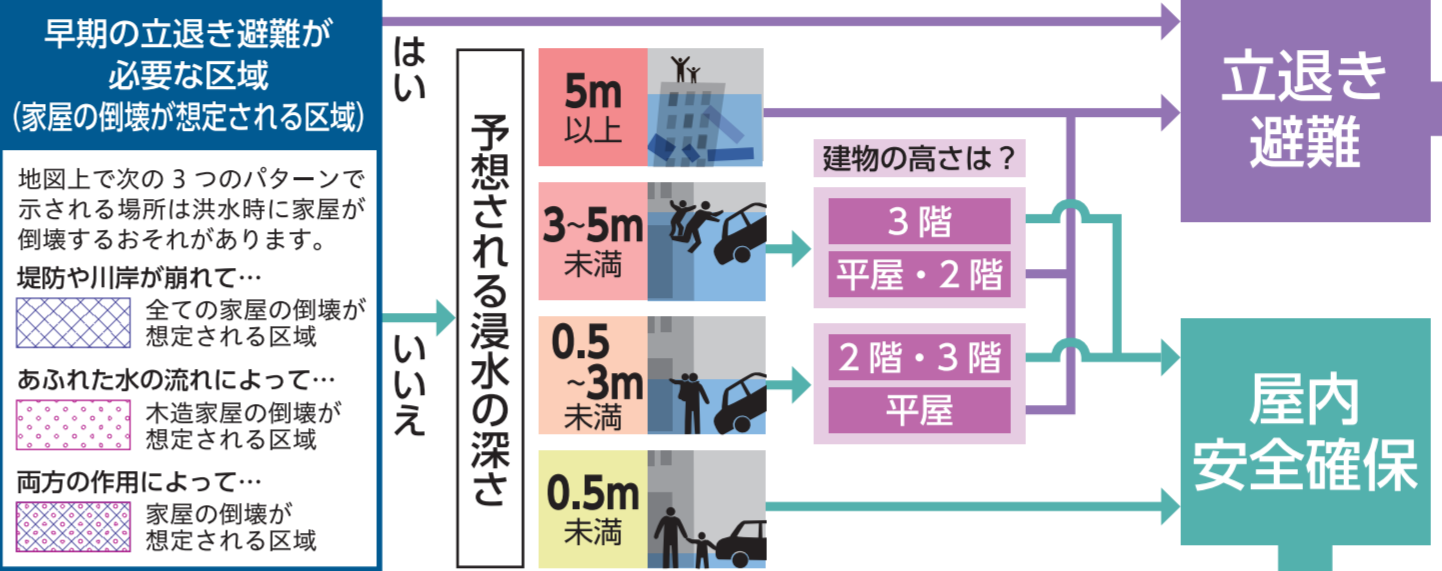 早期の立退き避難が
必要な区域
(家屋の倒壊が想定される区域)
地図上で次の3つのパターンで
示される場所は洪水時に家屋が
倒壊するおそれがあります。
堤防や川岸が崩れて…
全ての家屋の倒壊が
想定される区域
あふれた水の流れによって…
木造家屋の倒壊が
想定される区域
両方の作用によって…
家屋の倒壊が
想定される区域
はい
いいえ
予想される浸水の深さ
5m
以上
3~5m
未満
0.5
~3m
未満
0.5m
未満
建物の高さは?
3階
平屋・2階
2階・3階
平屋
立退き
避難
屋内
安全確保